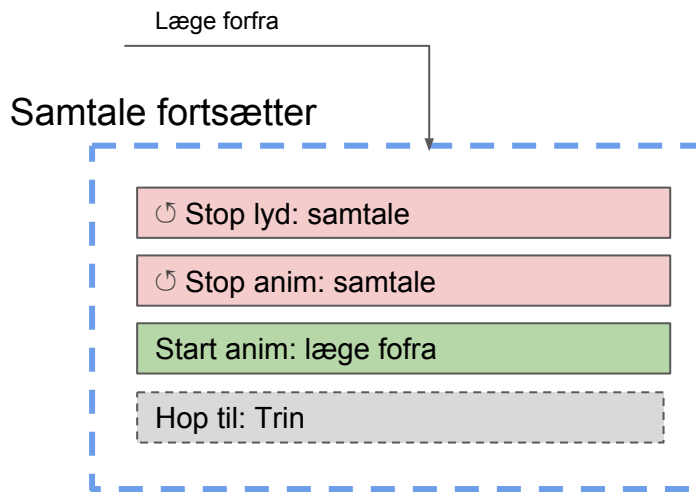 Læge forfra
Samtale fortsætter
↺ Stop lyd: samtale
↺ Stop anim: samtale
Start anim: læge fofra
Hop til: Trin